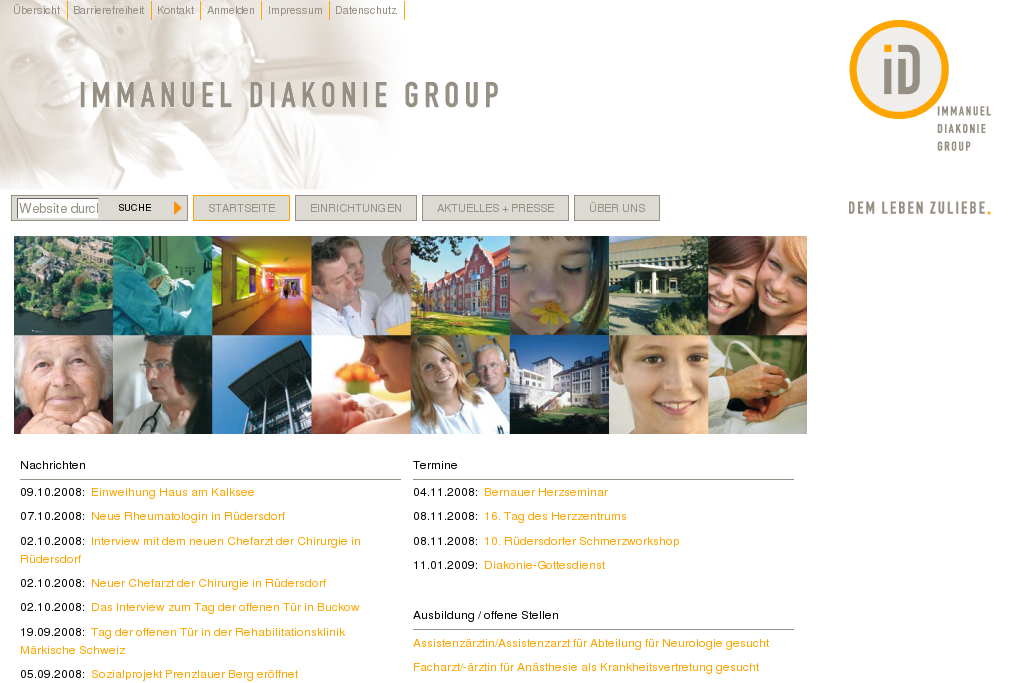 Übersicht Barrierefreiheit Kontakt Anmelden Impressum Datenschutz
IMMANUEL DIAKONIE GROUP
iD
IMMANUEL
DIAKONIE
GROUP
Website durch SUCHE STARTSEITE EINRICHTUNGEN AKTUELLES + PRESSE ÜBER UNS
DEM LEBEN ZULIEBE.
Nachrichten
09.10.2008: Einweihung Haus am Kalksee
07.10.2008: Neue Rheumatologin in Rüdersdorf
02.10.2008: Interview mit dem neuen Chefarzt der Chirurgie in
Rüdersdorf
02.10.2008: Neuer Chefarzt der Chirurgie in Rüdersdorf
02.10.2008: Das Interview zum Tag der offenen Tür in Buckow
19.09.2008: Tag der offenen Tür in der Rehabilitationsklinik
Märkische Schweiz
05.09.2008: Sozialprojekt Prenzlauer Berg eröffnet
Termine
04.11.2008: Bernauer Herzseminar
08.11.2008: 16. Tag des Herzzentrums
08.11.2008: 10. Rüdersdorfer Schmerzworkshop
11.01.2009: Diakonie-Gottesdienst
Ausbildung / offene Stellen
Assistenzärztin/Assistenzarzt für Abteilung für Neurologie gesucht
Facharzt/-ärztin für Anästhesie als Krankheitsvertretung gesucht